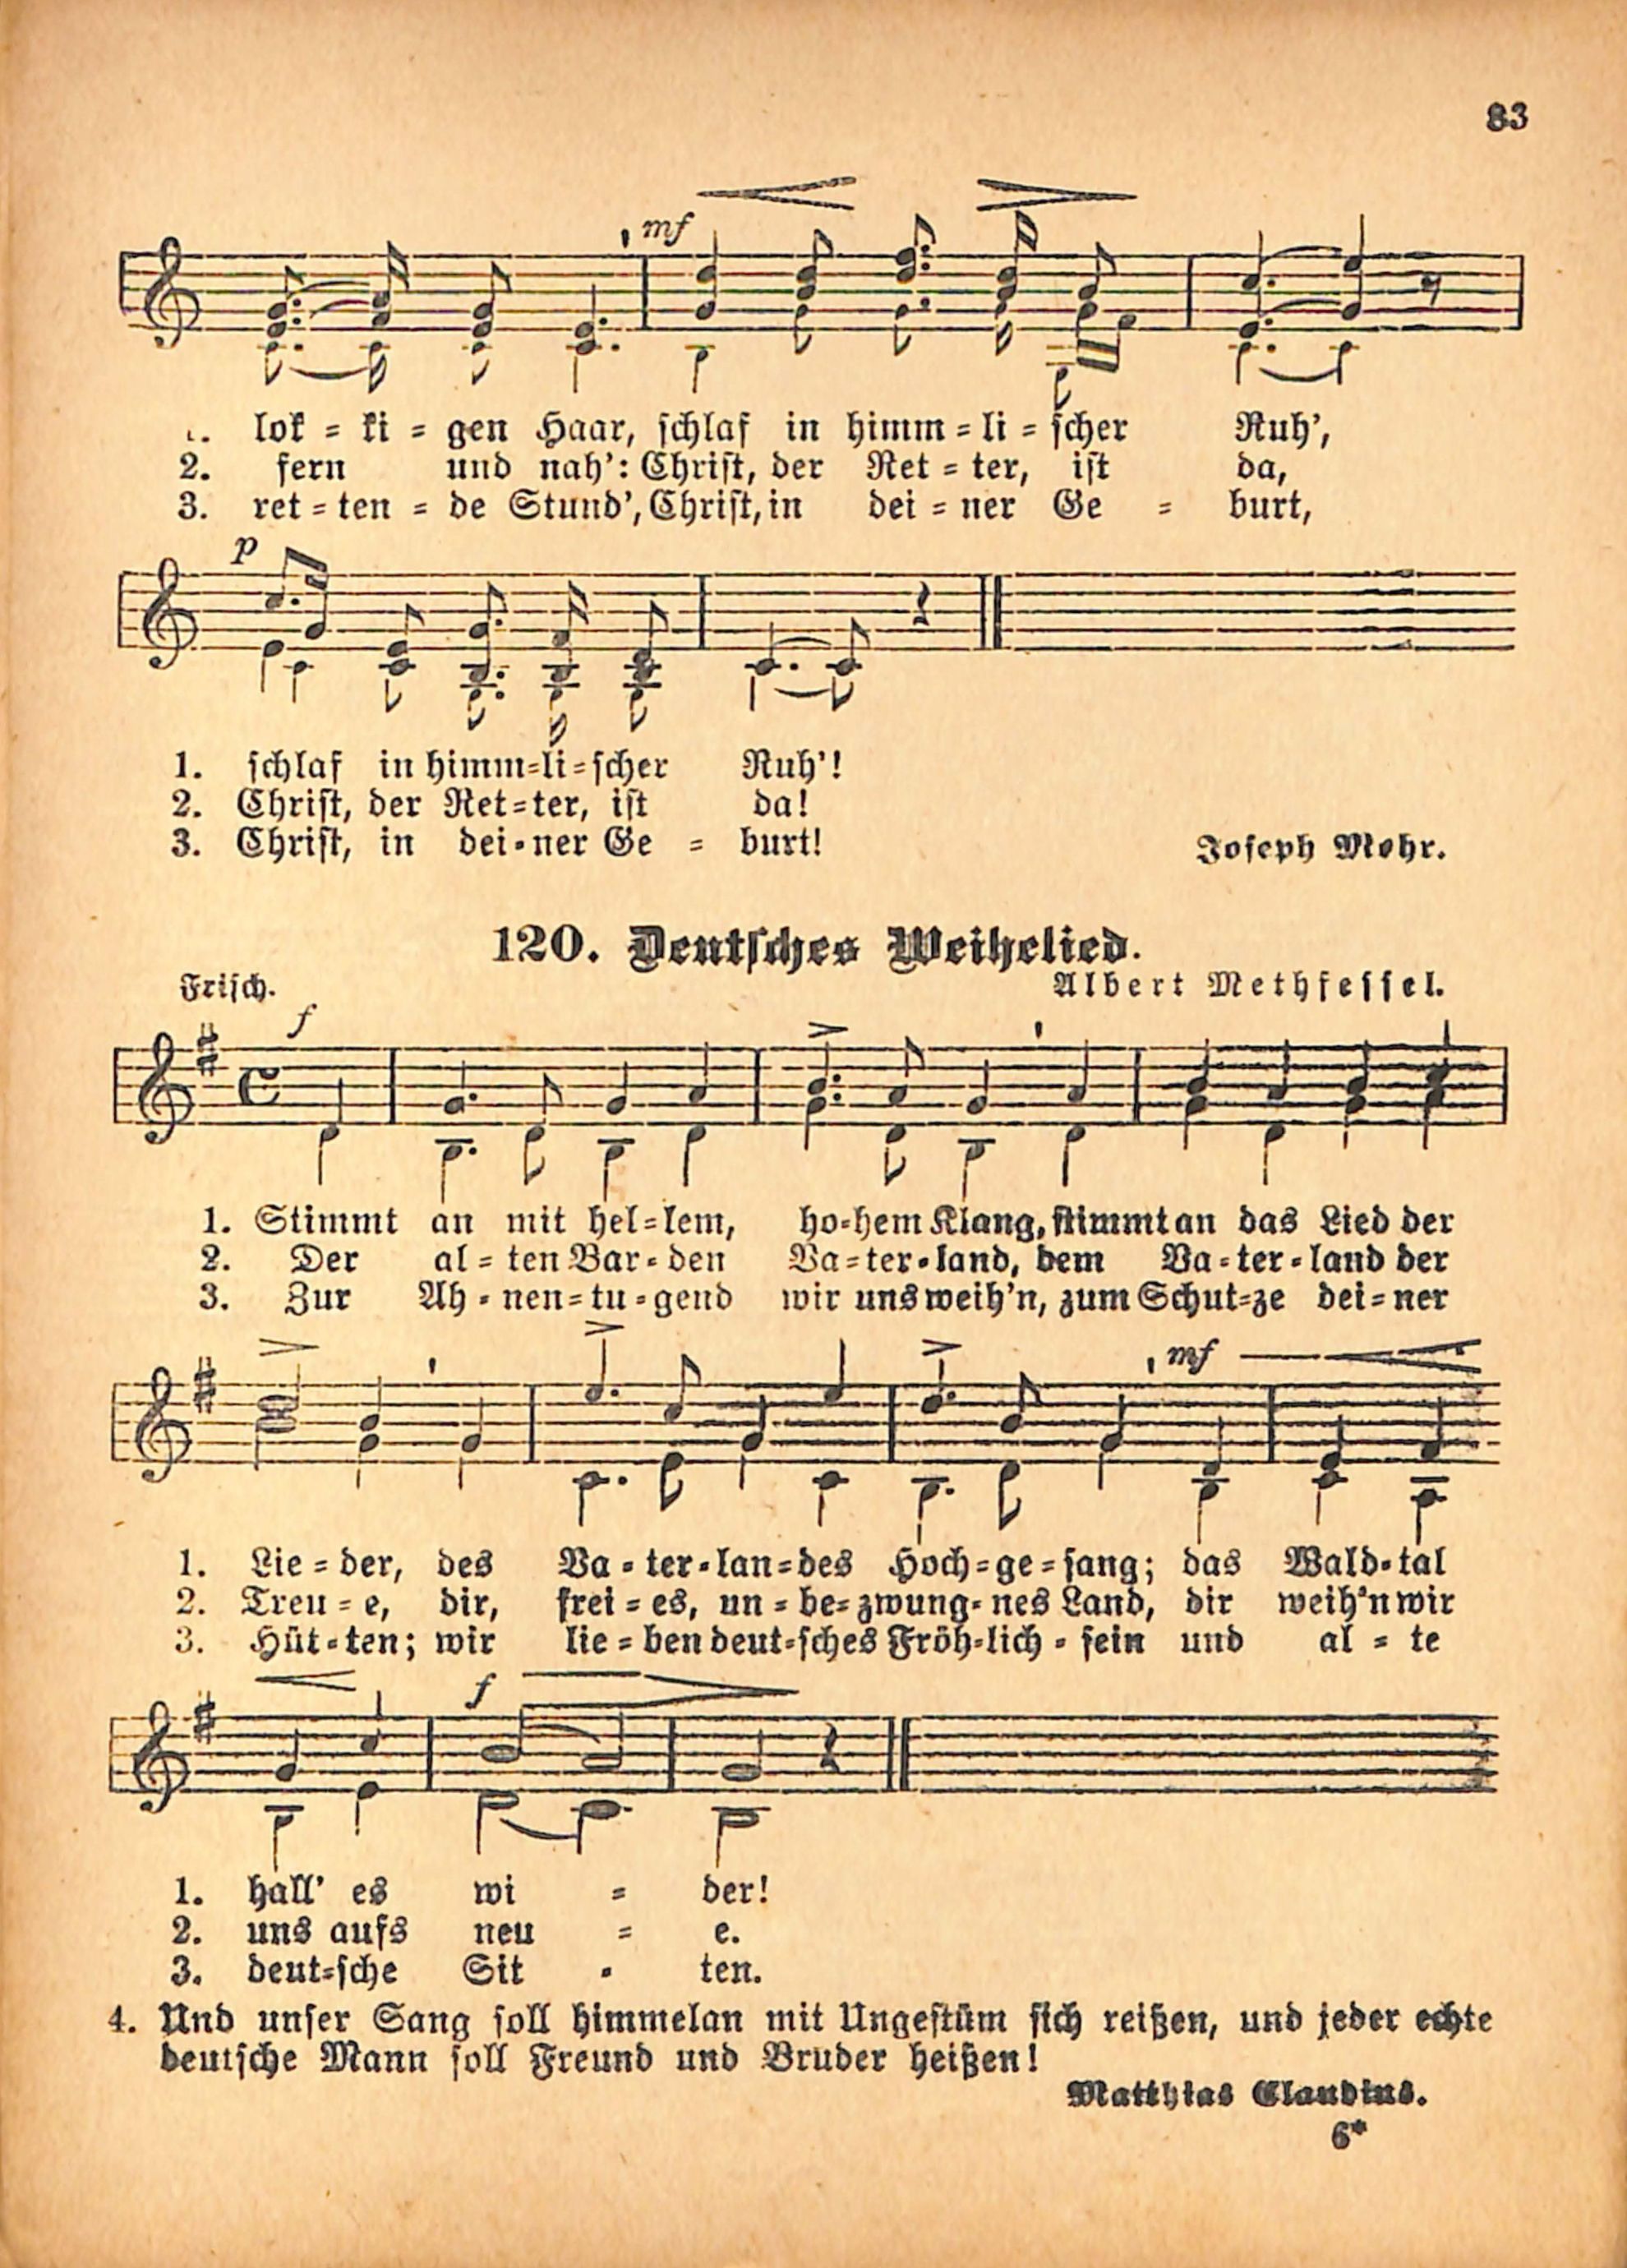 83
mf
lok = ki = gen Haar, schlaf in himm = li = scher Ruh',
2. fern und nah': Christ, der Ret = ter, ist da,
3. ret = ten = de Stund', Christ, in dei = ner Ge = burt,
p
1. schlaf in himm=li=scher Ruh'!
2. Christ, der Ret=ter, ist da!
3. Christ, in dei=ner Ge = burt!
Joseph Mohr.
120. Deutsches Weihelied.
Frisch. Albert Methfessel.
f
1. Stimmt an mit hel=lem, ho=hem Klang, stimmt an das Lied der
2. Der al = ten Bar = den Va = ter = land, dem Va = ter = land der
3. Zur Ah = nen = tu = gend wir uns weih'n, zum Schut=ze dei = ner
mf
1. Lie = der, des Va = ter = lan = des Hoch = ge = sang; das Wald=tal
2. Treu = e, dir, frei = es, un = be= zwung= nes Land, dir weih'n wir
3. Hüt=ten; wir lie = ben deut=sches Fröh=lich = sein und al = te
f
1. hall' es wi = der!
2. uns aufs neu = e.
3. deut=sche Sit = ten.
4. Und unser Sang soll himmelan mit Ungestüm sich reißen, und jeder echte
deutsche Mann soll Freund und Bruder heißen!
Matthias Claudius.
6*